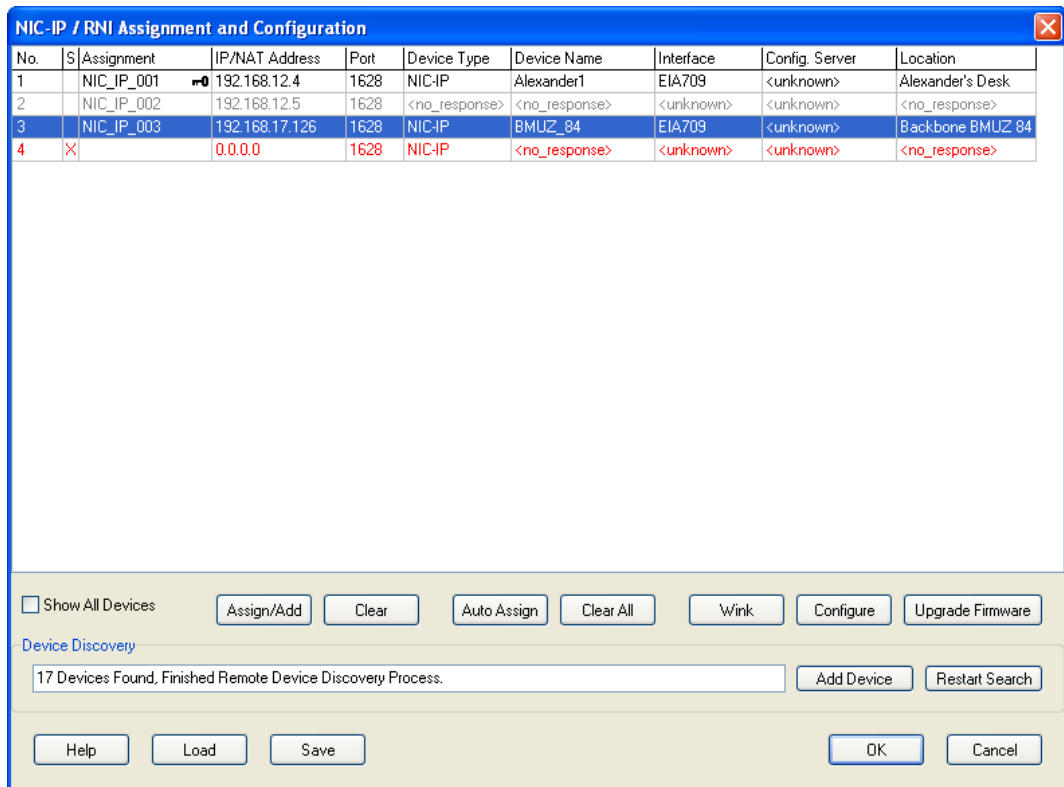 NIC-IP / RNI Assignment and Configuration
No. S Assignment IP/NAT Address Port Device Type Device Name Interface Config. Server Location
1 NIC_IP_001 192.168.12.4 1628 NIC-IP Alexander1 EIA709 <unknown> Alexander's Desk
2 NIC_IP_002 192.168.12.5 1628 <no_response> <no_response> <unknown> <unknown> <no_response>
3 NIC_IP_003 192.168.17.126 1628 NIC-IP BMUZ_84 EIA709 <unknown> Backbone BMUZ 84
4 X 0.0.0.0 1628 NIC-IP <no_response> <unknown> <unknown> <no_response>
Show All Devices Assign/Add Clear Auto Assign Clear All Wink Configure Upgrade Firmware
Device Discovery
17 Devices Found, Finished Remote Device Discovery Process. Add Device Restart Search
Help Load Save OK Cancel